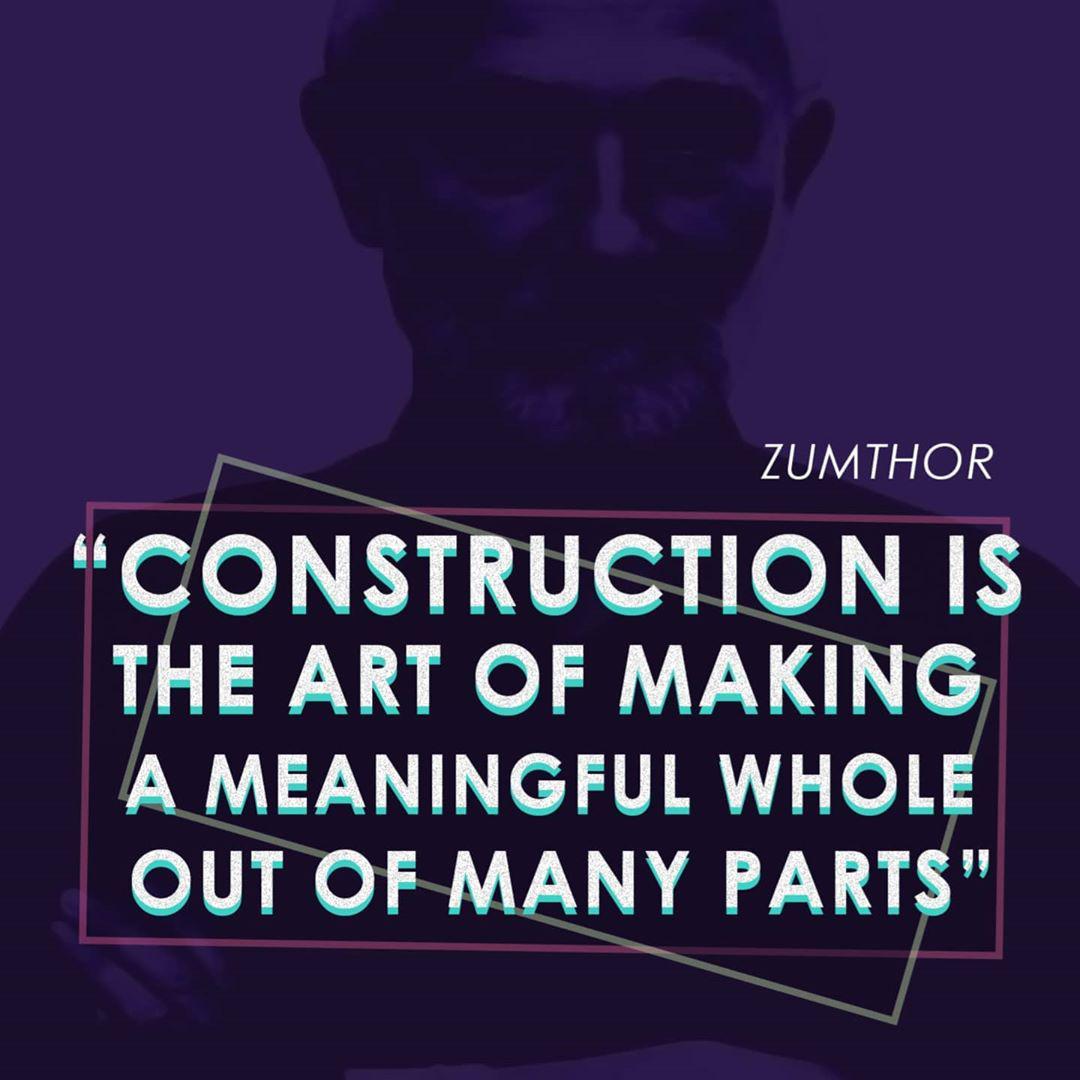 ZUMTHOR
“CONSTRUCTION IS
THE ART OF MAKING
A MEANINGFUL WHOLE
OUT OF MANY PARTS”